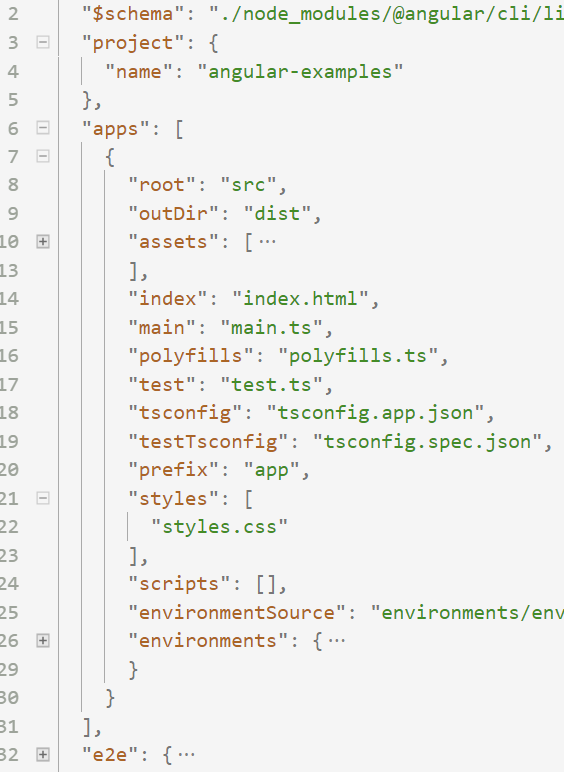 2 "$schema": "./node_modules/@angular/cli/li
3 "project": {
4 "name": "angular-examples"
5 },
6 "apps": [
7 {
8 "root": "src",
9 "outDir": "dist",
10 "assets": [···
13 ],
14 "index": "index.html",
15 "main": "main.ts",
16 "polyfills": "polyfills.ts",
17 "test": "test.ts",
18 "tsconfig": "tsconfig.app.json",
19 "testTsconfig": "tsconfig.spec.json",
20 "prefix": "app",
21 "styles": [
22 "styles.css"
23 ],
24 "scripts": [],
25 "environmentSource": "environments/env
26 "environments": {···
29 }
30 }
31 ],
32 "e2e": {···